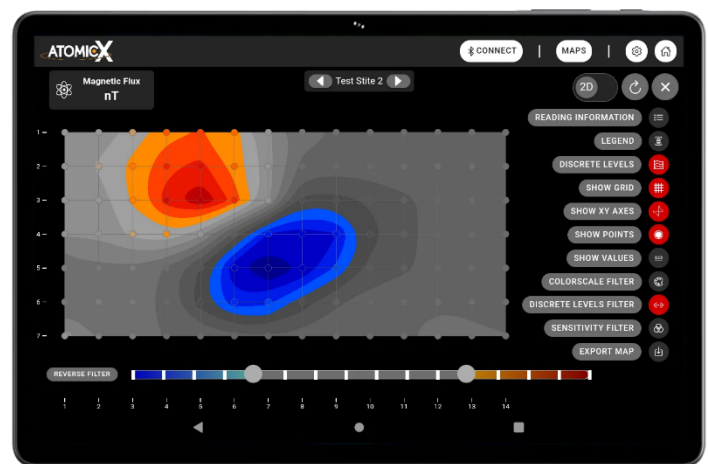 ATOMICX
CONNECT | MAPS |
Magnetic Flux
nT
Test Stite 2
2D
READING INFORMATION
LEGEND
DISCRETE LEVELS
SHOW GRID
SHOW XY AXES
SHOW POINTS
SHOW VALUES
COLORSCALE FILTER
DISCRETE LEVELS FILTER
SENSITIVITY FILTER
EXPORT MAP
1
2
3
4
5
6
7
REVERSE FILTER
1 2 3 4 5 6 7 8 9 10 11 12 13 14